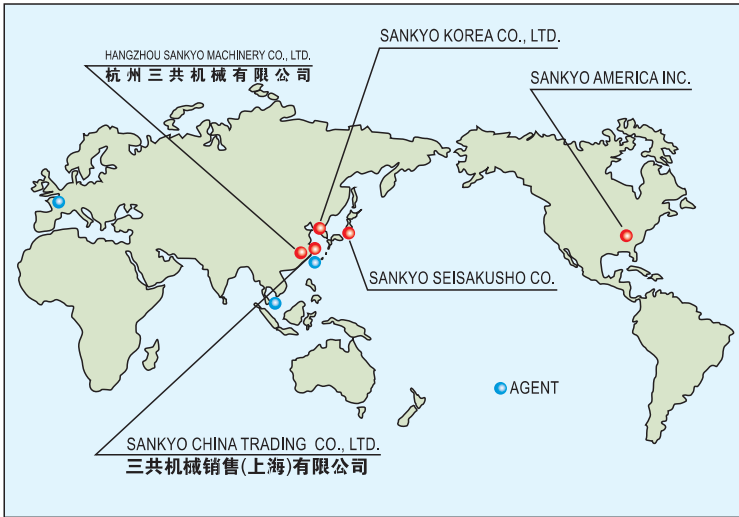 SANKYO KOREA CO., LTD.
HANGZHOU SANKYO MACHINERY CO., LTD.
杭州三共机械有限公司
SANKYO AMERICA INC.
SANKYO SEISAKUSHO CO.
AGENT
SANKYO CHINA TRADING CO., LTD.
三共机械销售(上海)有限公司